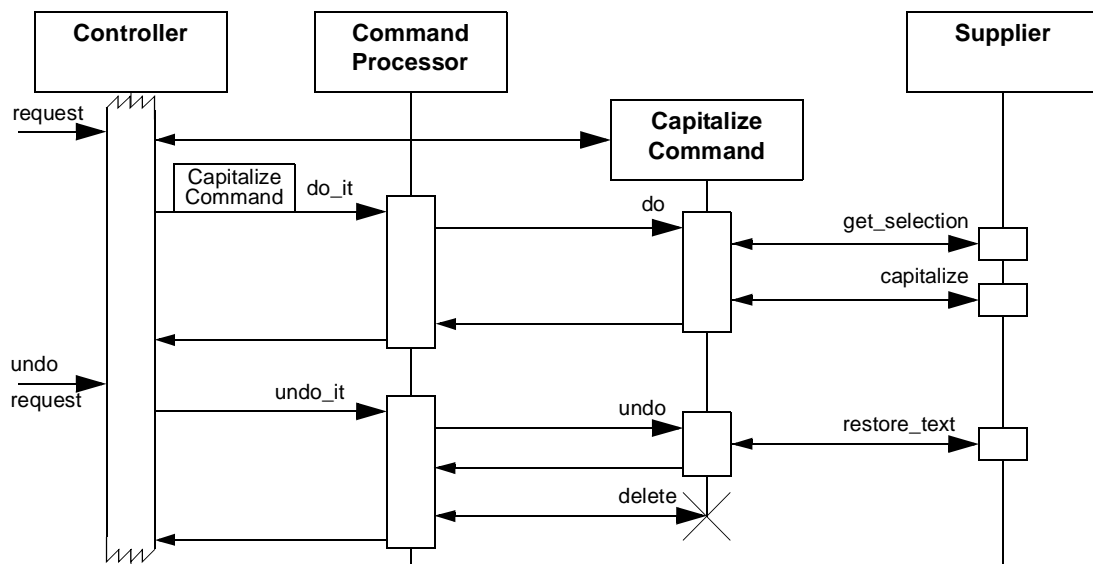 Controller
Command
Processor
Supplier
request
Capitalize
Command
Capitalize
Command
do_it
do
get_selection
capitalize
undo
request
undo_it
undo
restore_text
delete